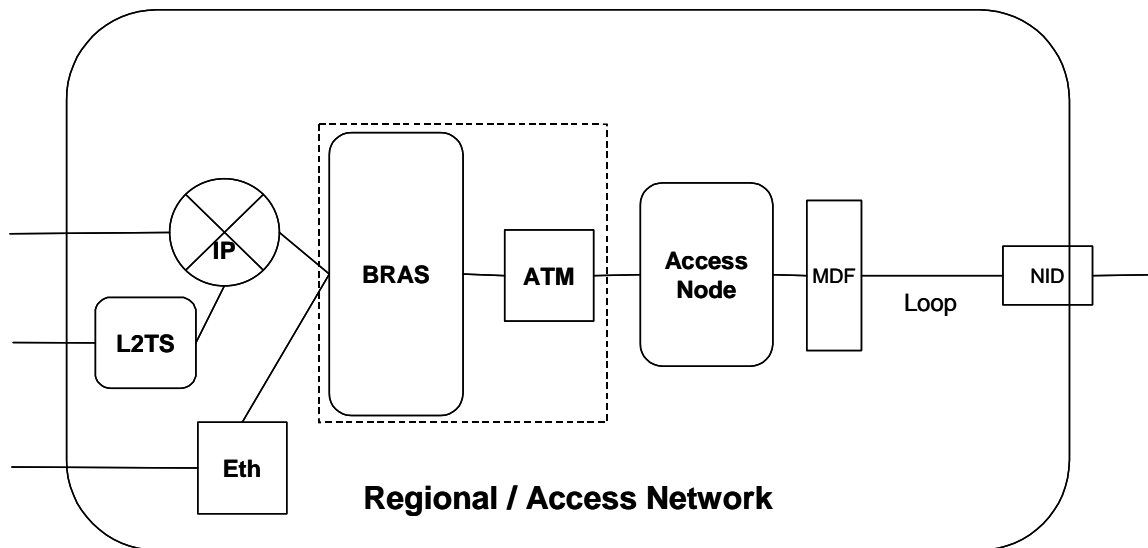 IP
BRAS
ATM
Access
Node
MDF
NID
Loop
L2TS
Eth
Regional / Access Network